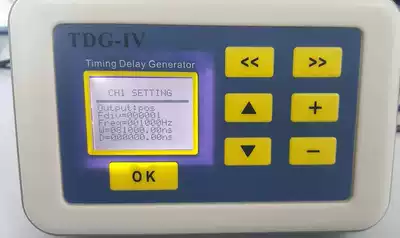 TDG-IV
Timing Delay Generator
CH1 SETTING
Output:pos
Fdiv=000001
Freq=001000Hz
W=001000.00ns
D=000000.00ns
<<
>>
▲
+
▼
−
OK